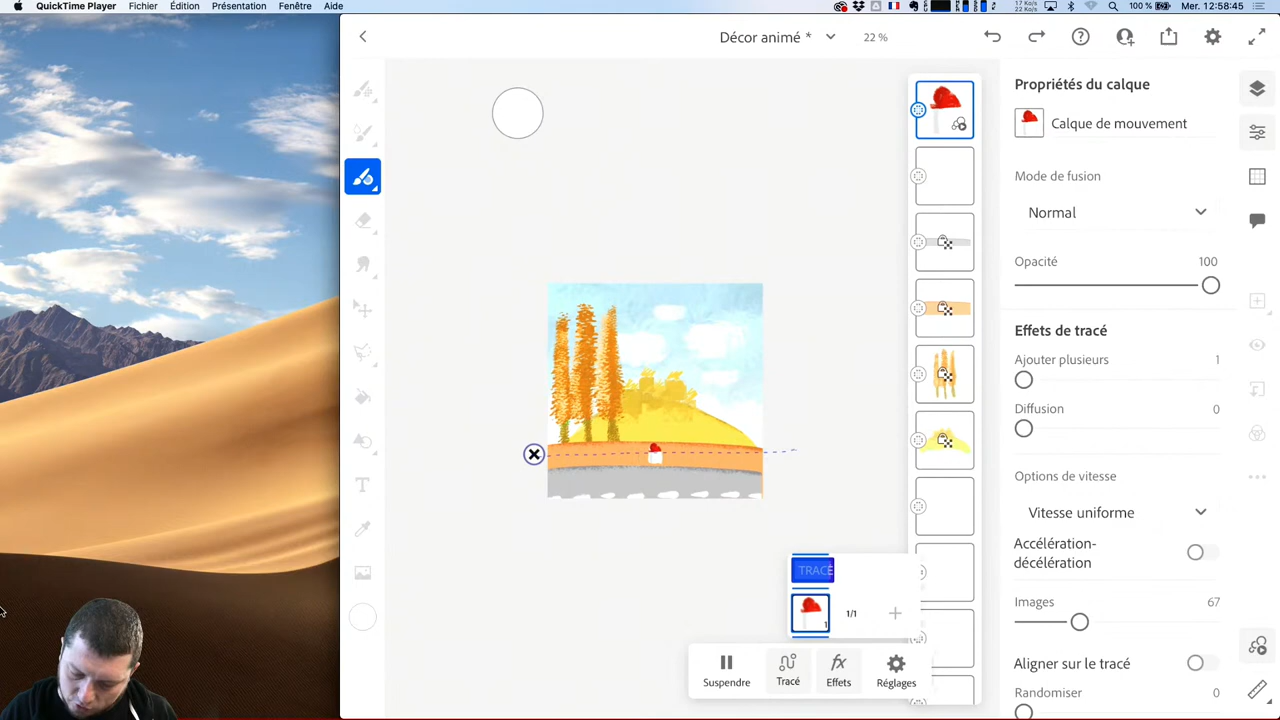 QuickTime Player Fichier Édition Présentation Fenêtre Aide
100 % Mer. 12:58:45
Décor animé * 22 %
Propriétés du calque
Calque de mouvement
Mode de fusion
Normal
Opacité 100
Effets de tracé
Ajouter plusieurs 1
Diffusion 0
Options de vitesse
Vitesse uniforme
Accélération-
décélération
Images 67
Aligner sur le tracé
Randomiser 0
TRACÉ
1
1/1
Suspendre Tracé Effets Réglages